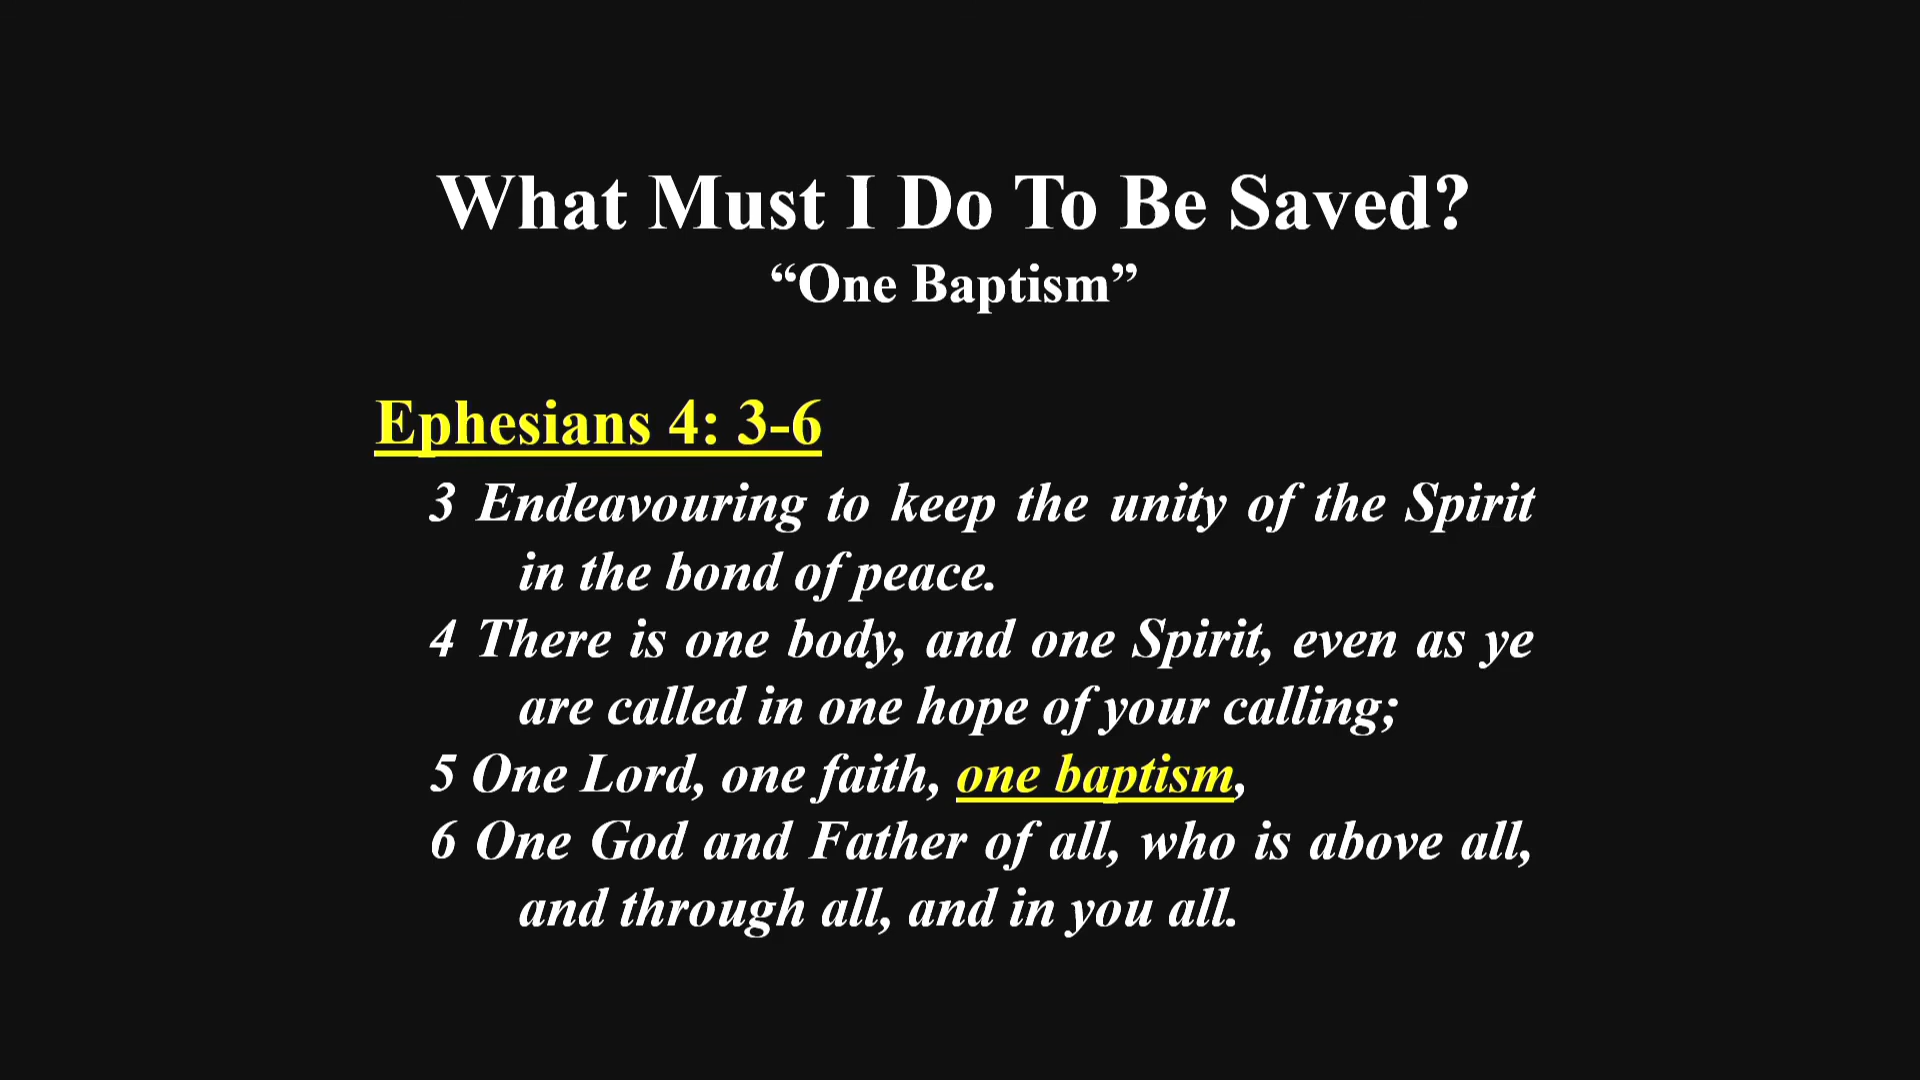 What Must I Do To Be Saved?
“One Baptism”
Ephesians 4: 3-6
3 Endeavouring to keep the unity of the Spirit
in the bond of peace.
4 There is one body, and one Spirit, even as ye
are called in one hope of your calling;
5 One Lord, one faith, one baptism,
6 One God and Father of all, who is above all,
and through all, and in you all.